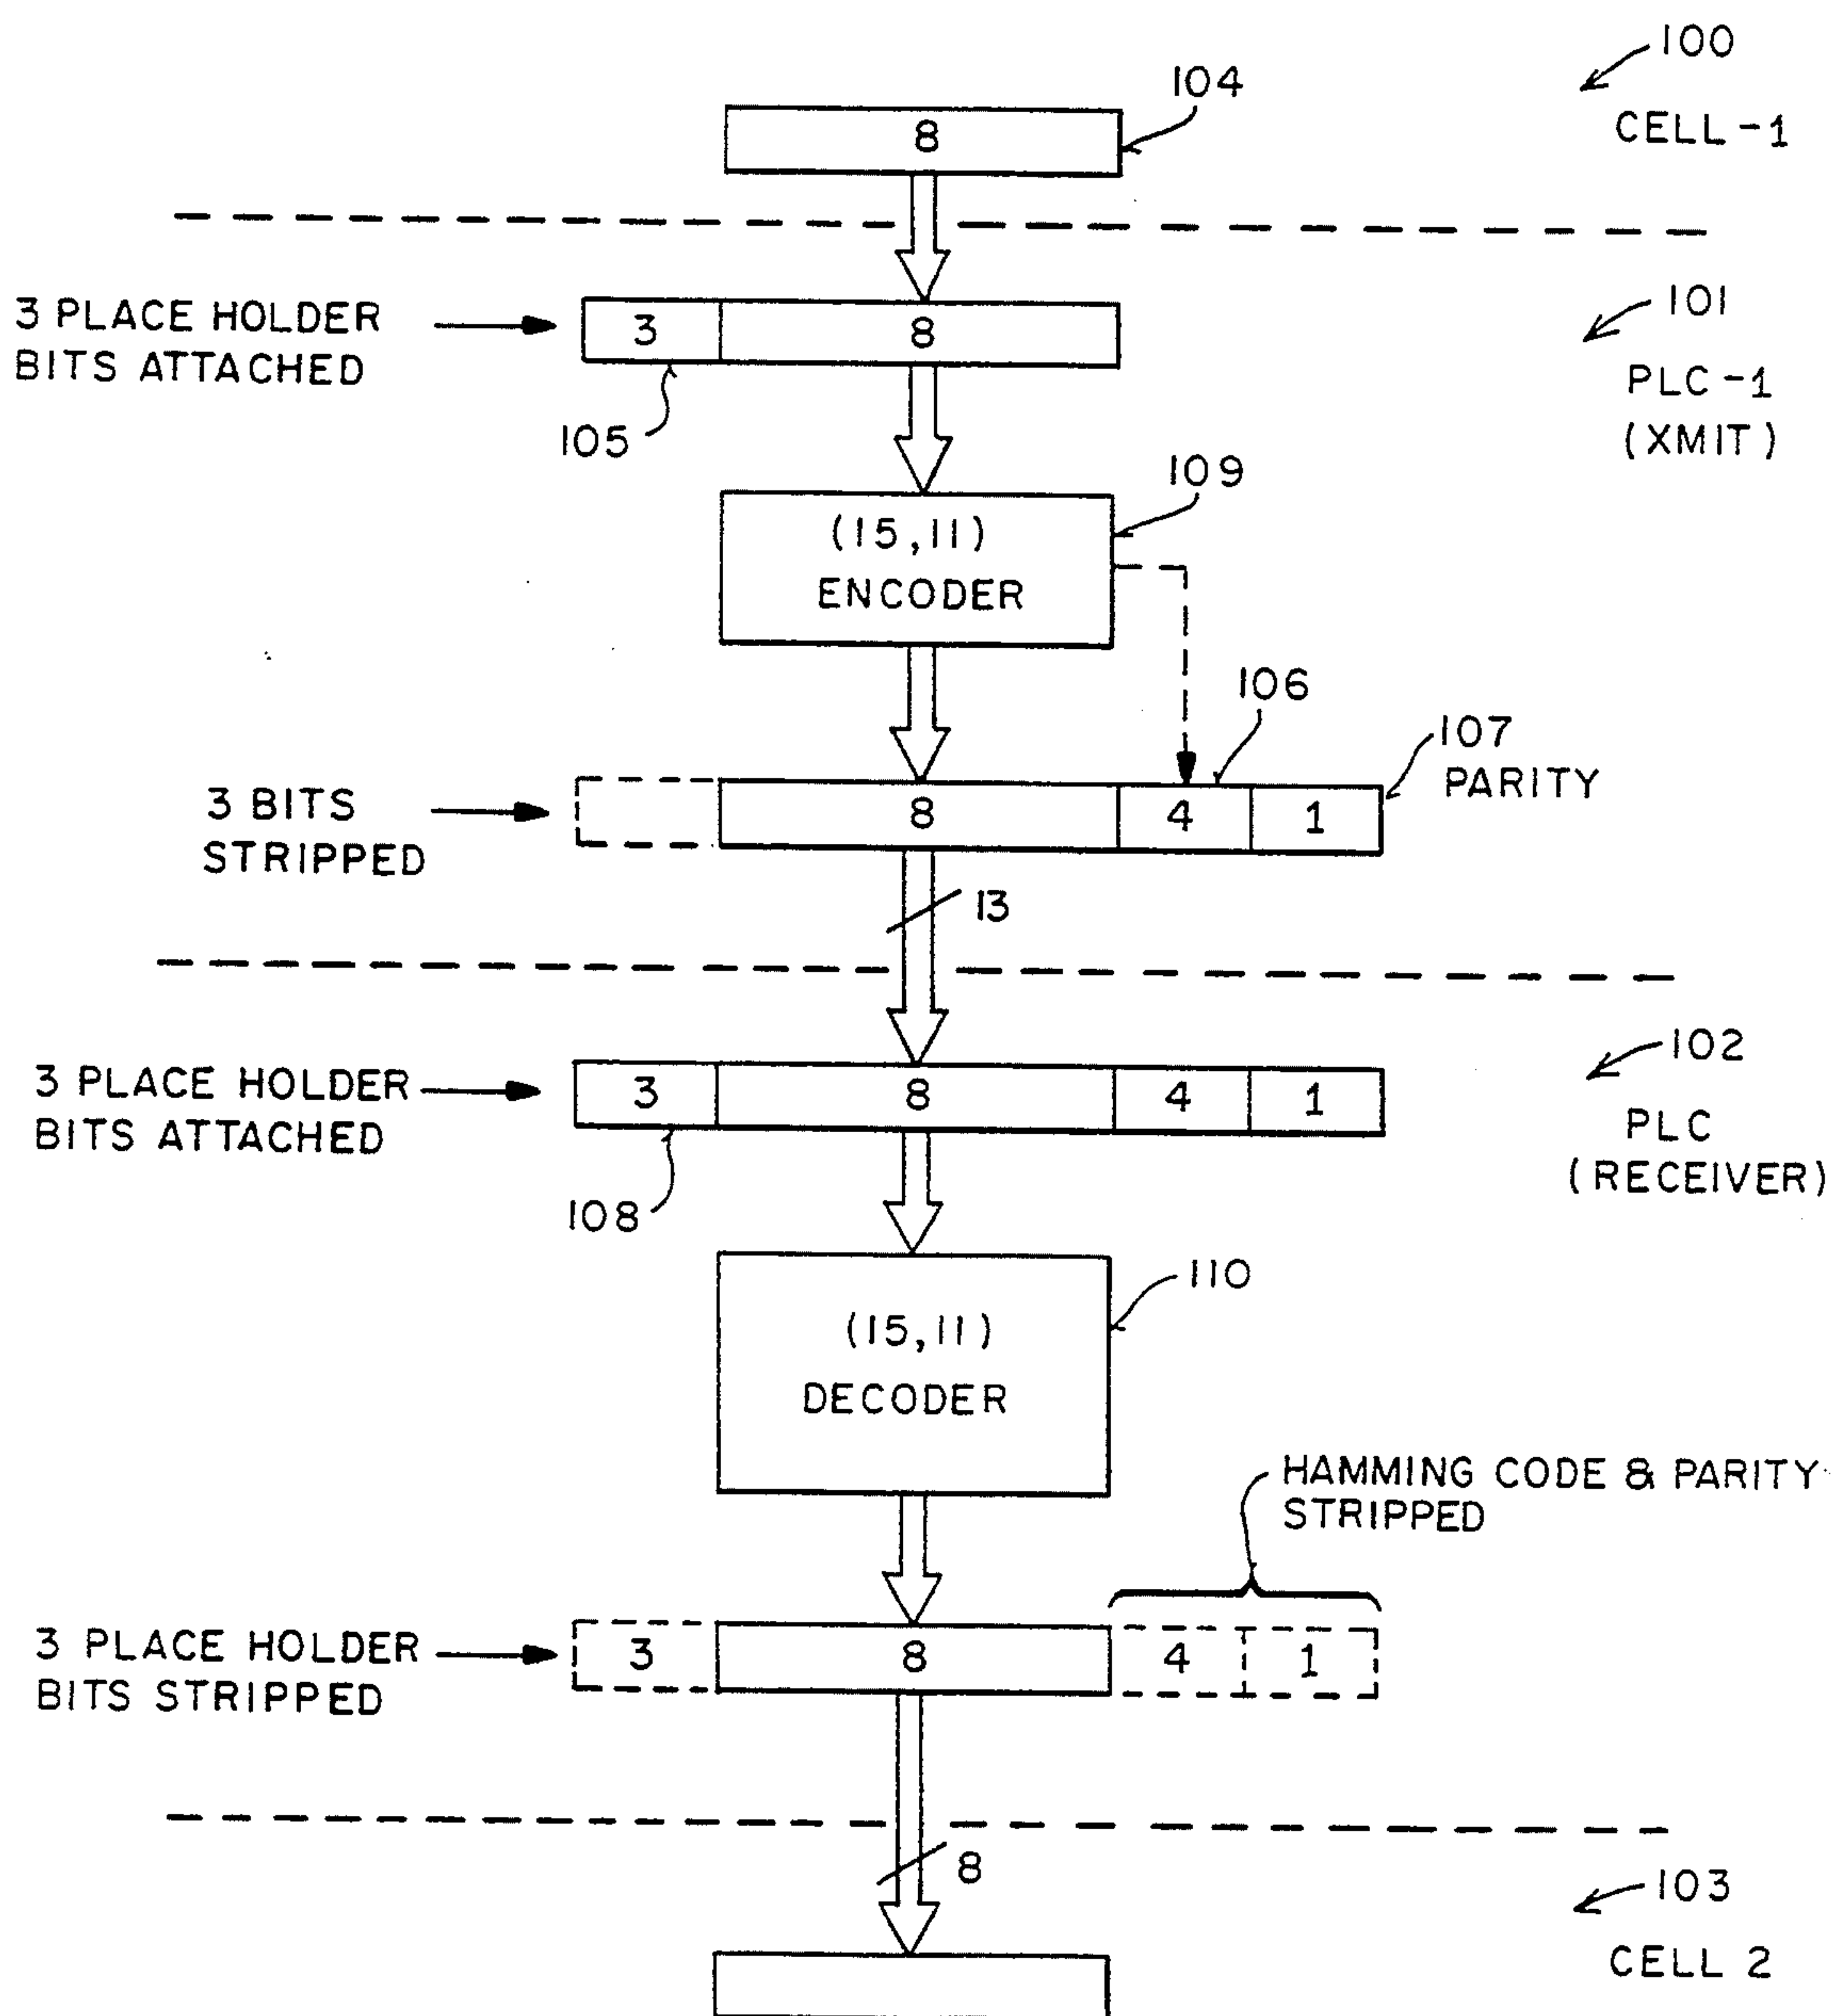 100
CELL-1
104
8
3 PLACE HOLDER
BITS ATTACHED
3
8
105
101
PLC-1
(XMIT)
109
(15,11)
ENCODER
106
107
PARITY
3 BITS
STRIPPED
8
4
1
13
3 PLACE HOLDER
BITS ATTACHED
3
8
4
1
108
102
PLC
(RECEIVER)
110
(15,11)
DECODER
HAMMING CODE & PARITY
STRIPPED
3 PLACE HOLDER
BITS STRIPPED
3
8
4
1
8
103
CELL 2